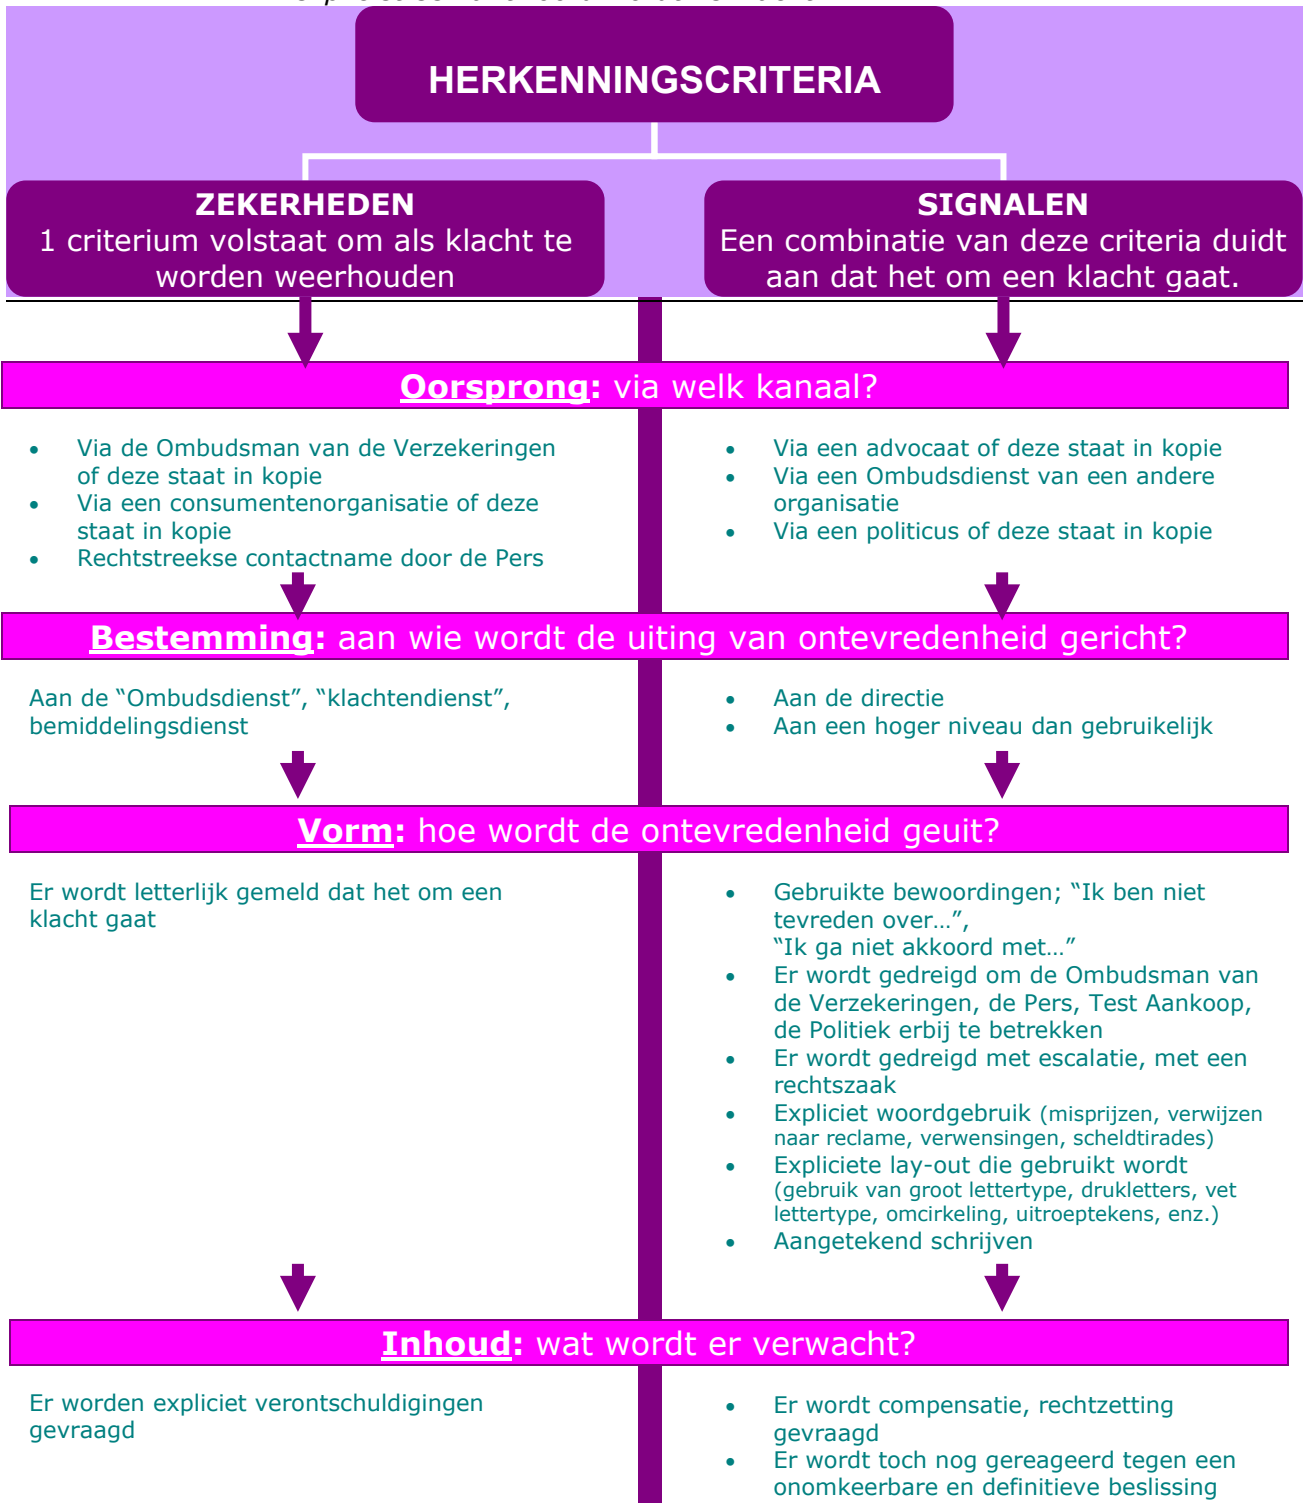 HERKENNINGSCRITERIA
ZEKERHEDEN
1 criterium volstaat om als klacht te
worden weerhouden
SIGNALEN
Een combinatie van deze criteria duidt
aan dat het om een klacht gaat.
Oorsprong: via welk kanaal?
• Via de Ombudsman van de Verzekeringen
of deze staat in kopie
• Via een consumentenorganisatie of deze
staat in kopie
• Rechtstreekse contactname door de Pers
• Via een advocaat of deze staat in kopie
• Via een Ombudsdienst van een andere
organisatie
• Via een politicus of deze staat in kopie
Bestemming: aan wie wordt de uiting van ontevredenheid gericht?
Aan de “Ombudsdienst”, “klachtendienst”,
bemiddelingsdienst
• Aan de directie
• Aan een hoger niveau dan gebruikelijk
Vorm: hoe wordt de ontevredenheid geuit?
Er wordt letterlijk gemeld dat het om een
klacht gaat
• Gebruikte bewoordingen; “Ik ben niet
tevreden over…”,
“Ik ga niet akkoord met…”
• Er wordt gedreigd om de Ombudsman van
de Verzekeringen, de Pers, Test Aankoop,
de Politiek erbij te betrekken
• Er wordt gedreigd met escalatie, met een
rechtszaak
• Expliciet woordgebruik (misprijzen, verwijzen
naar reclame, verwensingen, scheldtirades)
• Expliciete lay-out die gebruikt wordt
(gebruik van groot lettertype, drukletters, vet
lettertype, omcirkeling, uitroeptekens, enz.)
• Aangetekend schrijven
Inhoud: wat wordt er verwacht?
Er worden expliciet verontschuldigingen
gevraagd
• Er wordt compensatie, rechtzetting
gevraagd
• Er wordt toch nog gereageerd tegen een
onomkeerbare en definitieve beslissing